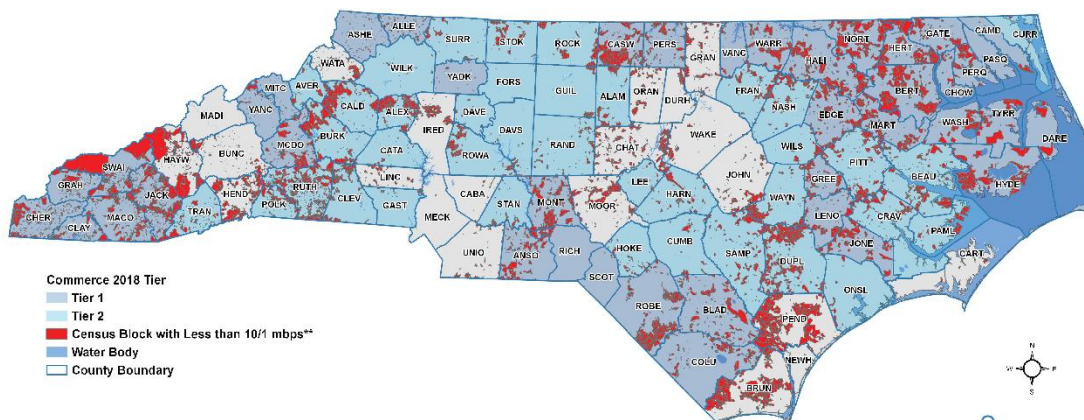 ASHE
ALLE
SURR
STOK
ROCK
CASW
PERS
GRAN
VANC
WARR
NORT
HALI
HERT
GATE
CAMD
CURR
PASQ
PERQ
CHOW
WATA
WILK
YADK
FORS
GUIL
ALAM
ORAN
DURH
FRAN
NASH
BERT
MITC
AVER
YANC
CALD
ALEX
IRED
DAVE
DAVS
RAND
CHAT
WAKE
EDGE
MART
WASH
TYRR
DARE
MADI
BURK
MCDO
CATA
ROWA
WILS
PITT
BEAU
HYDE
SWAI
HAYW
BUNC
LINC
CABA
LEE
HARN
JOHN
GREE
WAYN
GRAH
JACK
HEND
RUTH
POLK
CLEV
GAST
MECK
STAN
MONT
MOOR
LENO
CRAV
PAML
CHER
MACO
CLAY
TRAN
UNIO
ANSO
RICH
HOKE
CUMB
SAMP
DUPL
JONE
CART
SCOT
ONSL
ROBE
BLAD
PEND
COLU
NEWH
BRUN
Commerce 2018 Tier
Tier 1
Tier 2
Census Block with Less than 10/1 mbps**
Water Body
County Boundary
N
W E
S